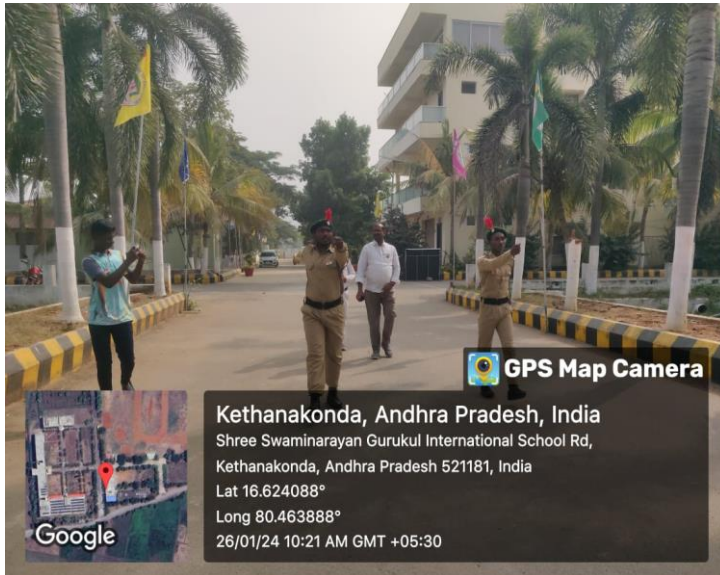 GPS Map Camera
Kethanakonda, Andhra Pradesh, India
Shree Swaminarayan Gurukul International School Rd,
Kethanakonda, Andhra Pradesh 521181, India
Lat 16.624088°
Long 80.463888°
26/01/24 10:21 AM GMT +05:30
Google